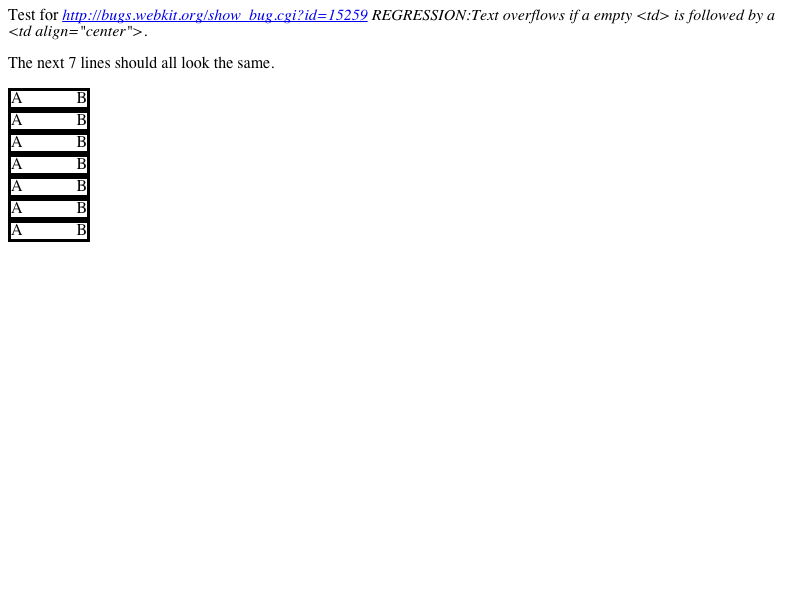 Test for http://bugs.webkit.org/show_bug.cgi?id=15259 REGRESSION:Text overflows if a empty <td> is followed by a
<td align="center">.
The next 7 lines should all look the same.
A B
A B
A B
A B
A B
A B
A B